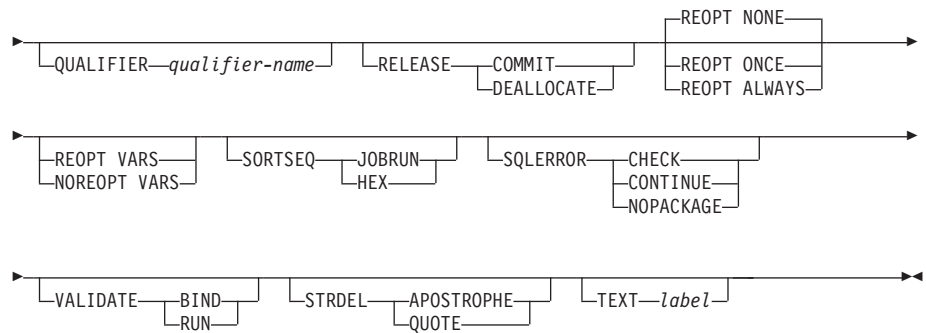 REOPT NONE
QUALIFIER qualifier-name RELEASE COMMIT REOPT ONCE
DEALLOCATE REOPT ALWAYS
REOPT VARS SORTSEQ JOBRUN SQLERROR CHECK
NOREOPT VARS HEX CONTINUE
NOPACKAGE
VALIDATE BIND STRDEL APOSTROPHE TEXT label
RUN QUOTE